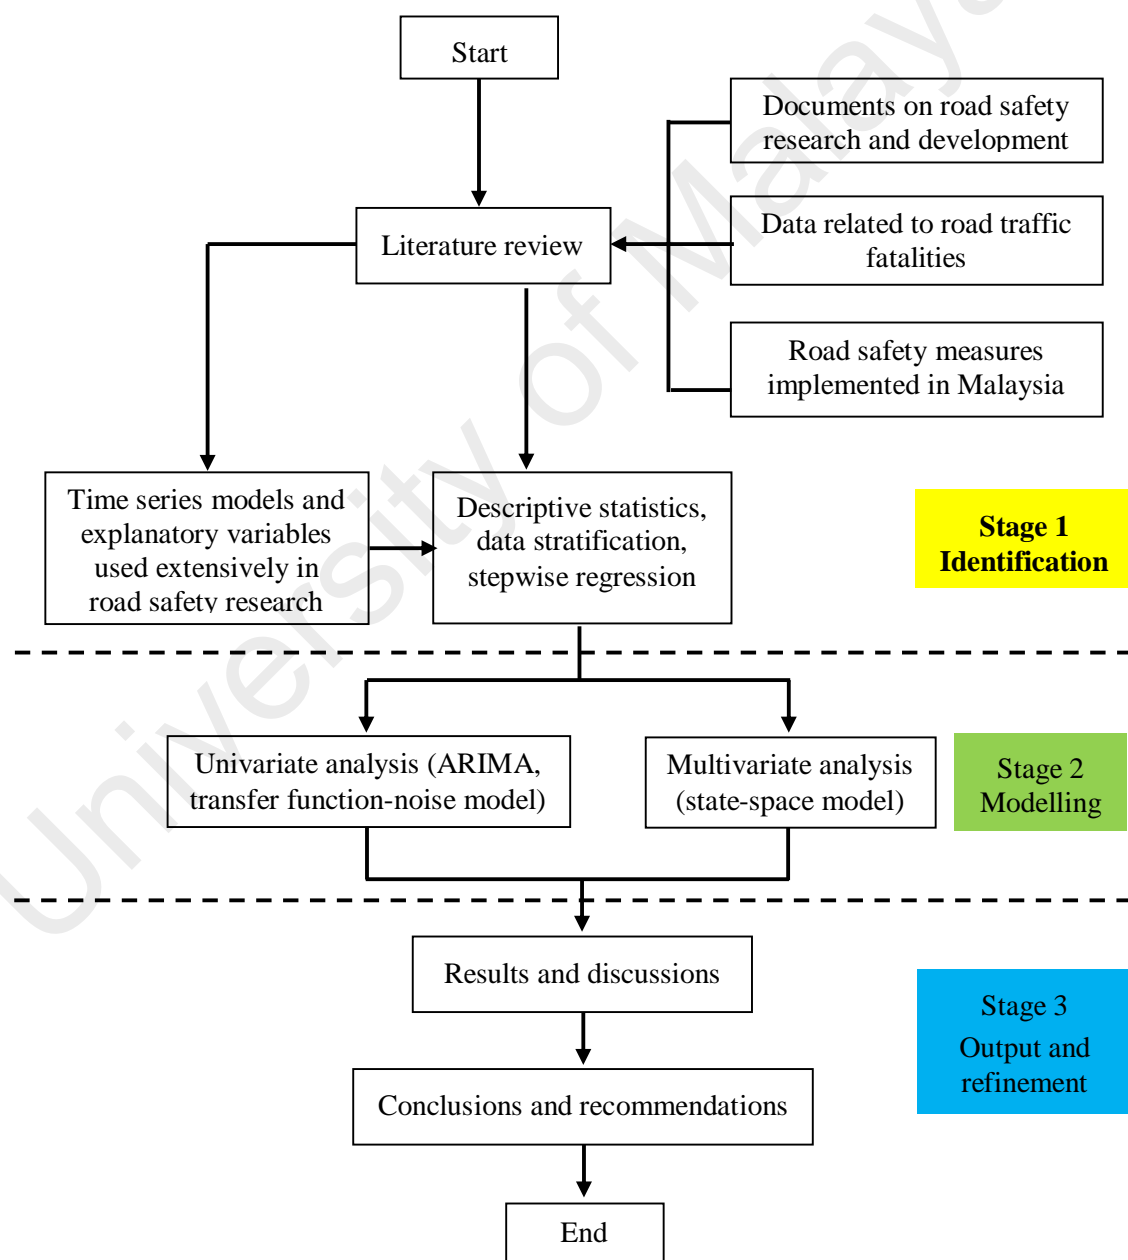 Start
Documents on road safety
research and development
Literature review
Data related to road traffic
fatalities
Road safety measures
implemented in Malaysia
Time series models and
explanatory variables
used extensively in
road safety research
Descriptive statistics,
data stratification,
stepwise regression
Stage 1
Identification
Univariate analysis (ARIMA,
transfer function-noise model)
Multivariate analysis
(state-space model)
Stage 2
Modelling
Results and discussions
Stage 3
Output and
refinement
Conclusions and recommendations
End
University of Malaya